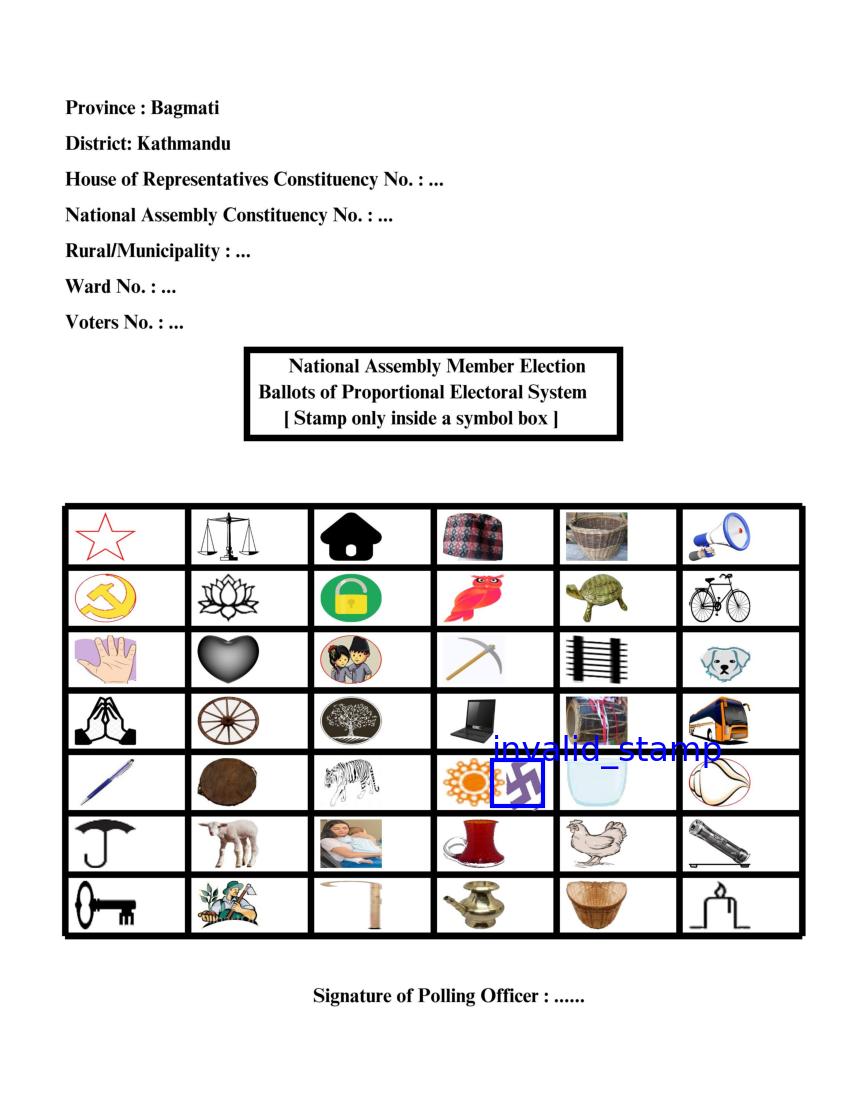 Province : Bagmati
District: Kathmandu
House of Representatives Constituency No. : ...
National Assembly Constituency No. : ...
Rural/Municipality : ...
Ward No. : ...
Voters No. : ...
National Assembly Member Election
Ballots of Proportional Electoral System
[ Stamp only inside a symbol box ]
invalid_stamp
Signature of Polling Officer : ......